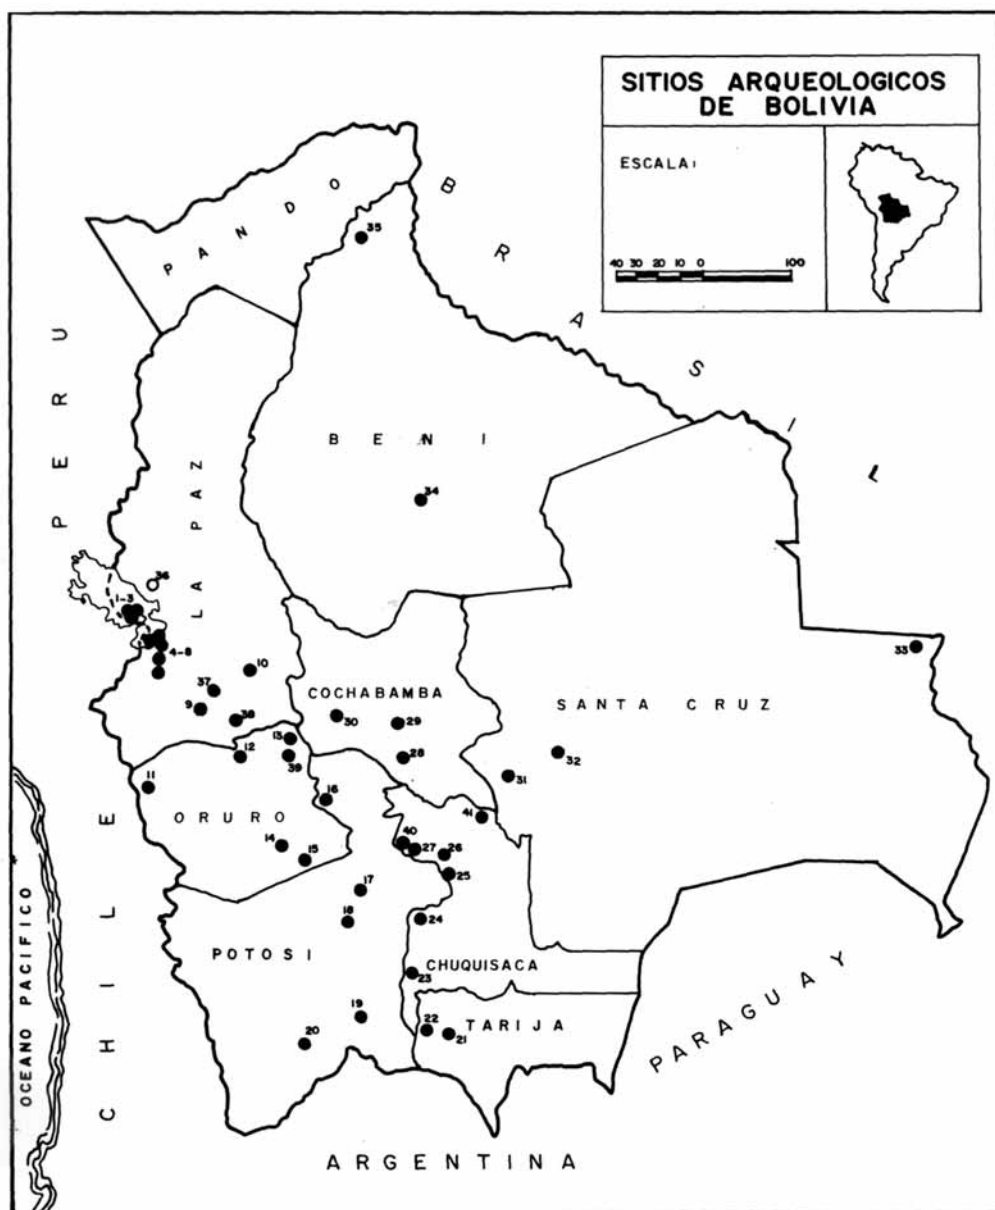 SITIOS ARQUEOLOGICOS
DE BOLIVIA
ESCALA:
40 30 20 10 0 100
PANDO
BRASIL
35
PERU
BENI
34
LA PAZ
36
1-3
4-8
10
37
9
38
COCHABAMBA
30
29
28
SANTA CRUZ
33
32
31
13
12
39
11
16
ORURO
14
15
41
40
27
26
25
17
18
24
POTOSI
CHUQUISACA
23
19
20
22
TARIJA
21
OCEANO PACIFICO
CHILE
PARAGUAY
ARGENTINA